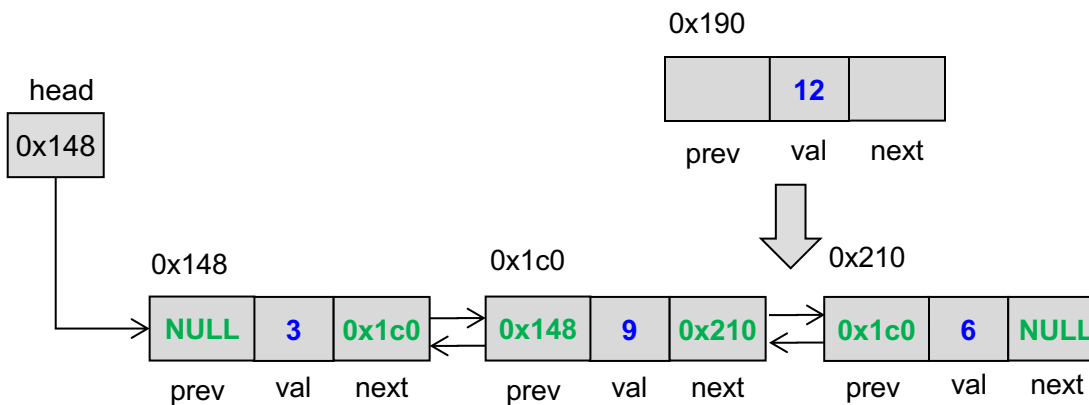 0x190
12
prev val next
head
0x148
0x148
NULL 3 0x1c0
prev val next
0x1c0
0x148 9 0x210
prev val next
0x210
0x1c0 6 NULL
prev val next